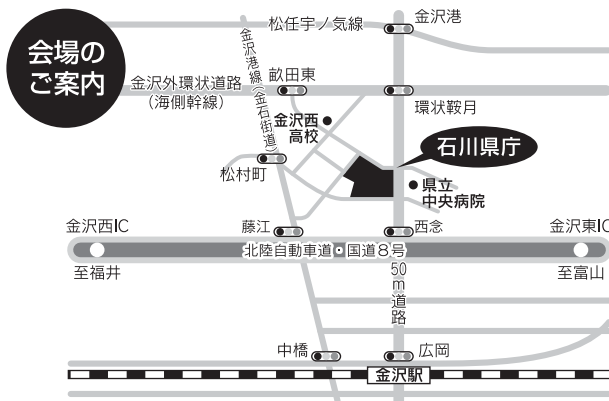 会場の
ご案内
松任宇ノ気線
金沢港
金沢港線(金石街道)
金沢外環状道路
(海側幹線)
畝田東
環状鞍月
金沢西
高校
石川県庁
松村町
県立
中央病院
金沢西IC
藤江
西念
金沢東IC
北陸自動車道・国道8号
至福井
50m道路
至富山
中橋
広岡
金沢駅